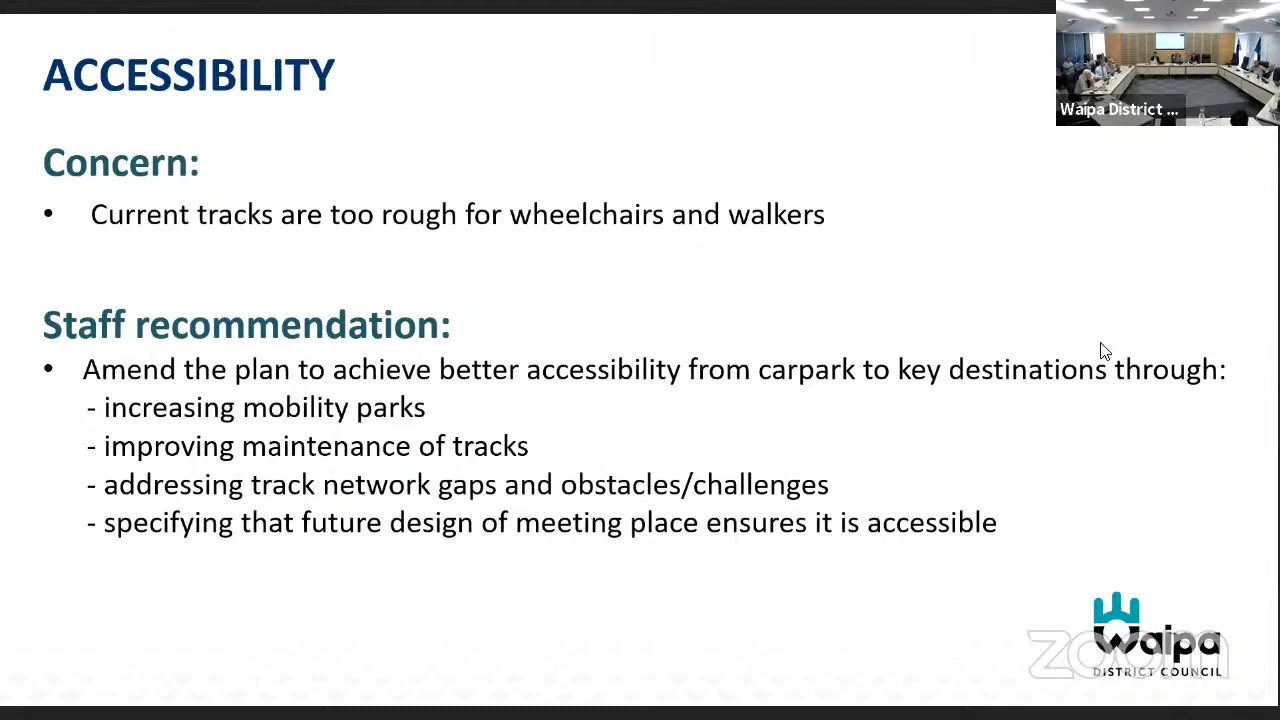 ACCESSIBILITY
Waipa District ...
Concern:
• Current tracks are too rough for wheelchairs and walkers
Staff recommendation:
• Amend the plan to achieve better accessibility from carpark to key destinations through:
- increasing mobility parks
- improving maintenance of tracks
- addressing track network gaps and obstacles/challenges
- specifying that future design of meeting place ensures it is accessible
Waipa
zoom
DISTRICT COUNCIL